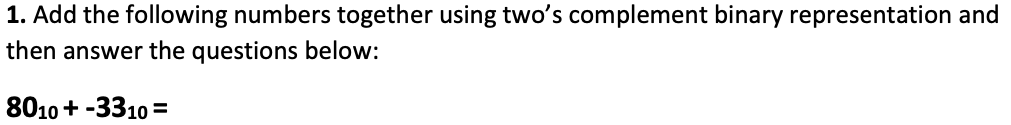 1. Add the following numbers together using two’s complement binary representation and
then answer the questions below:
80₁₀ + -33₁₀ =